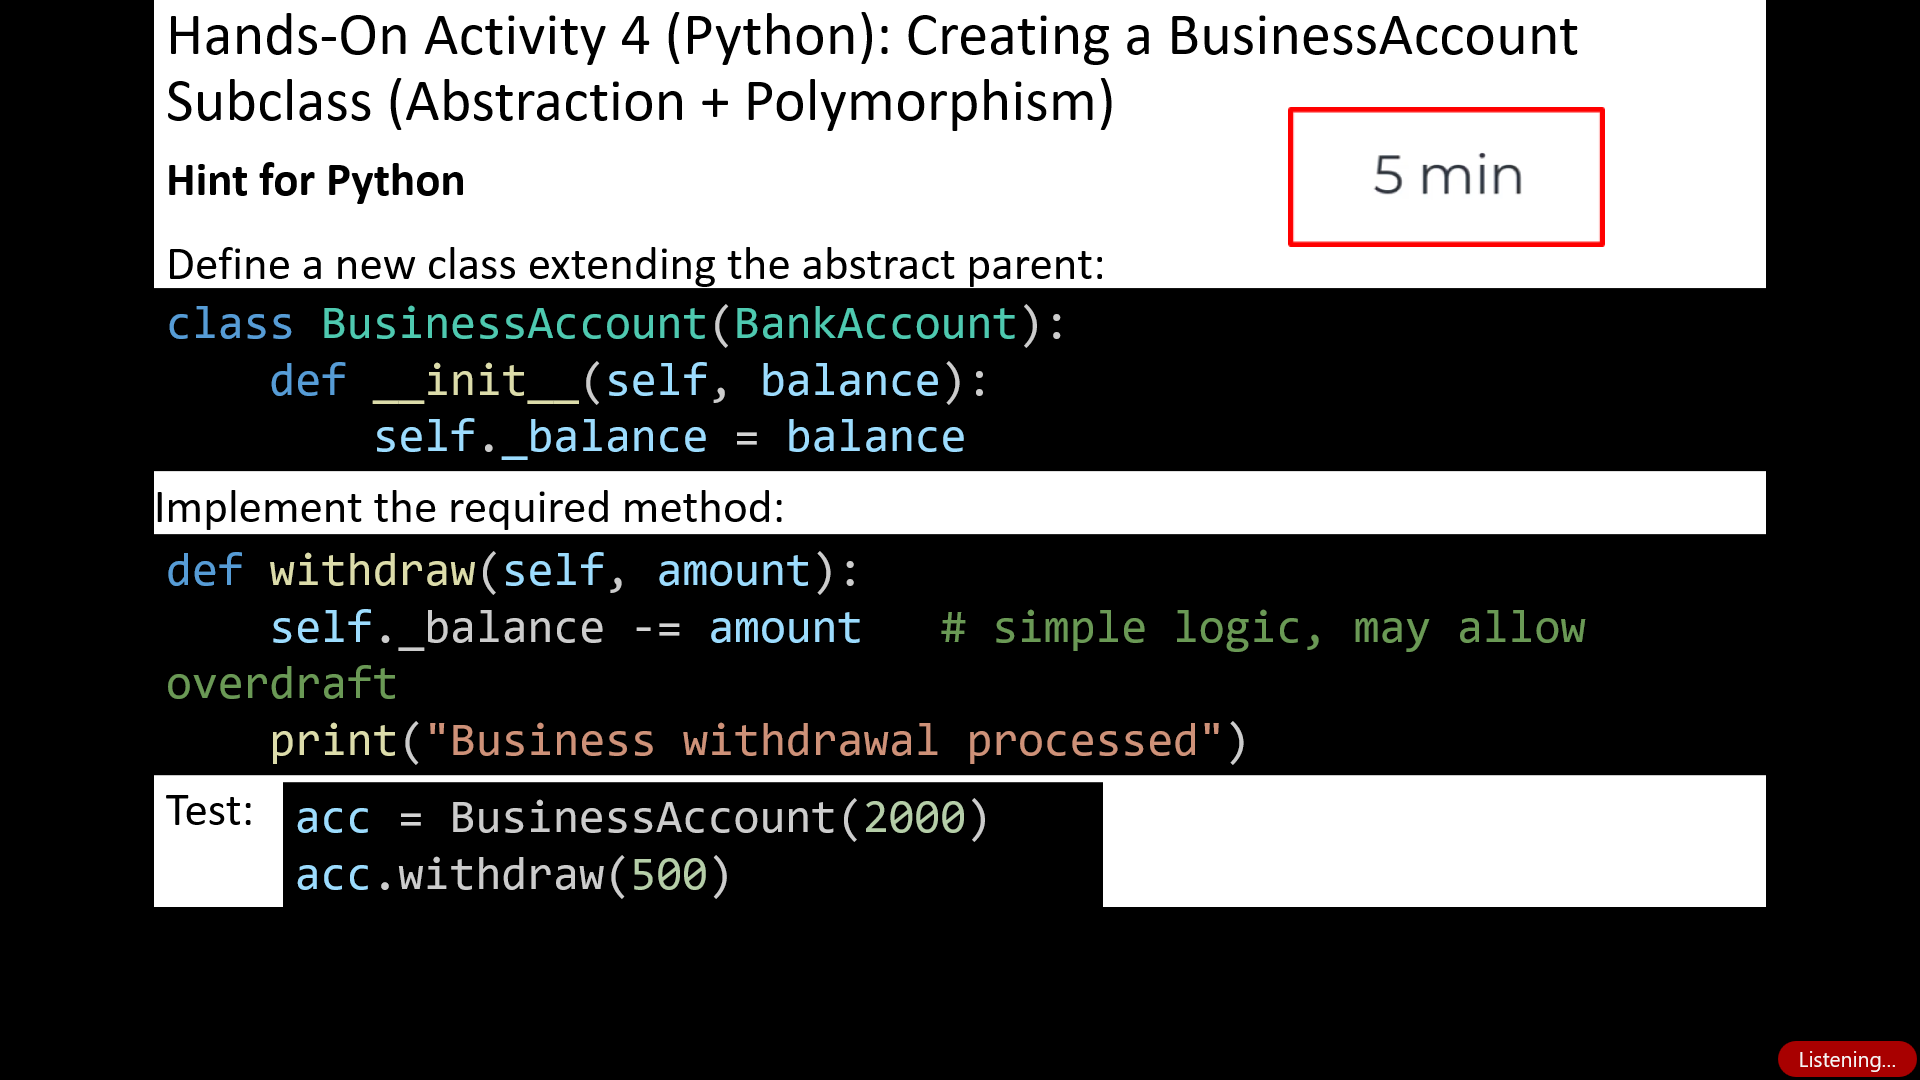 Hands-On Activity 4 (Python): Creating a BusinessAccount
Subclass (Abstraction + Polymorphism)
5 min
Hint for Python
Define a new class extending the abstract parent:
class BusinessAccount(BankAccount):
    def __init__(self, balance):
        self._balance = balance
Implement the required method:
def withdraw(self, amount):
    self._balance -= amount   # simple logic, may allow
overdraft
    print("Business withdrawal processed")
Test:
acc = BusinessAccount(2000)
acc.withdraw(500)
Listening...